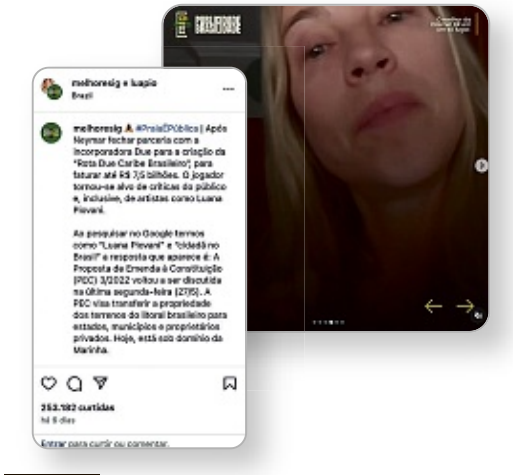 PUBLICIDADE
BRASILIDADE
melhoresig e luapio
Brazil
melhoresig #PraiaÉPública | Após
Neymar fechar parceria com a
incorporadora Due para a criação da
"Rota Due Caribe Brasileiro", para
faturar até R$ 7,5 bilhões. O jogador
tornou-se alvo de críticas do público
e, inclusive, de artistas como Luana
Piovani.
Ao pesquisar no Google termos
como "Luana Piovani" e "cidadã no
Brasil" a resposta que aparece é: A
Proposta de Emenda à Constituição
(PEC) 3/2022 voltou a ser discutida
na última segunda-feira (27/5). A
PEC visa transferir a propriedade
dos terrenos do litoral brasileiro para
estados, municípios e proprietários
privados. Hoje, está sob domínio da
Marinha.
253.182 curtidas
há 5 dias
Entrar para curtir ou comentar.